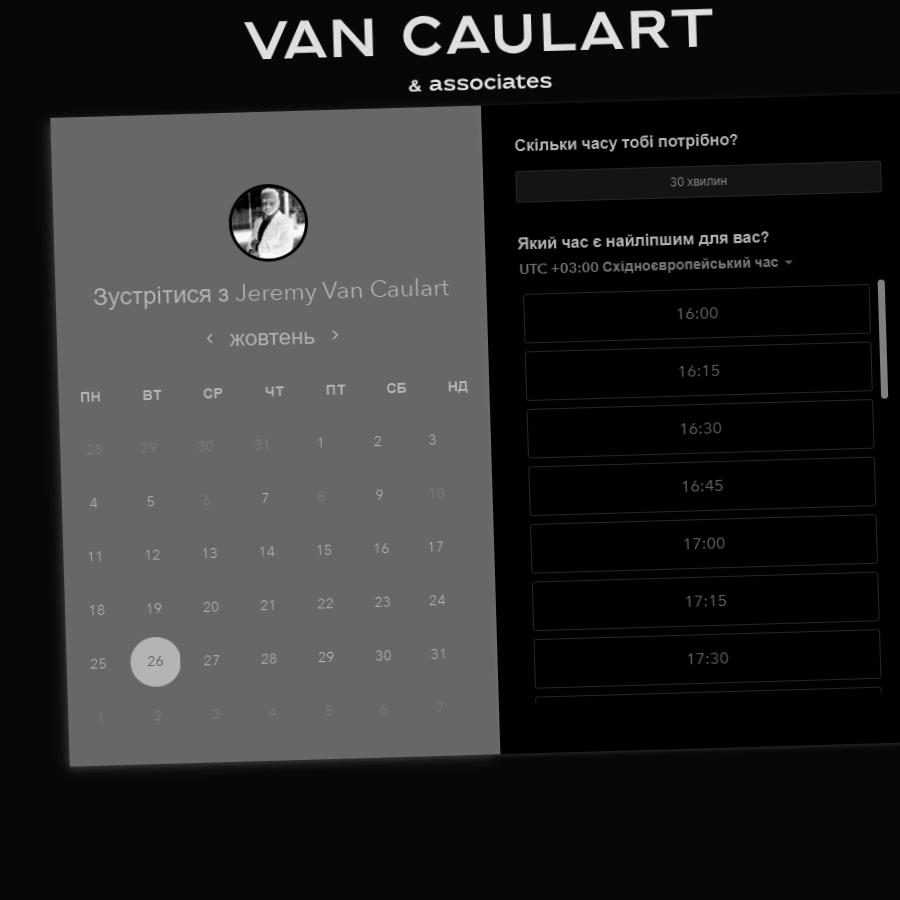 VAN CAULART
& associates
Зустрітися з Jeremy Van Caulart
жовтень
ПН ВТ СР ЧТ ПТ СБ НД
28 29 30 31 1 2 3
4 5 6 7 8 9 10
11 12 13 14 15 16 17
18 19 20 21 22 23 24
25 26 27 28 29 30 31
1 2 3 4 5 6 7
Скільки часу тобі потрібно?
30 хвилин
Який час є найліпшим для вас?
UTC +03:00 Східноєвропейський час
16:00
16:15
16:30
16:45
17:00
17:15
17:30